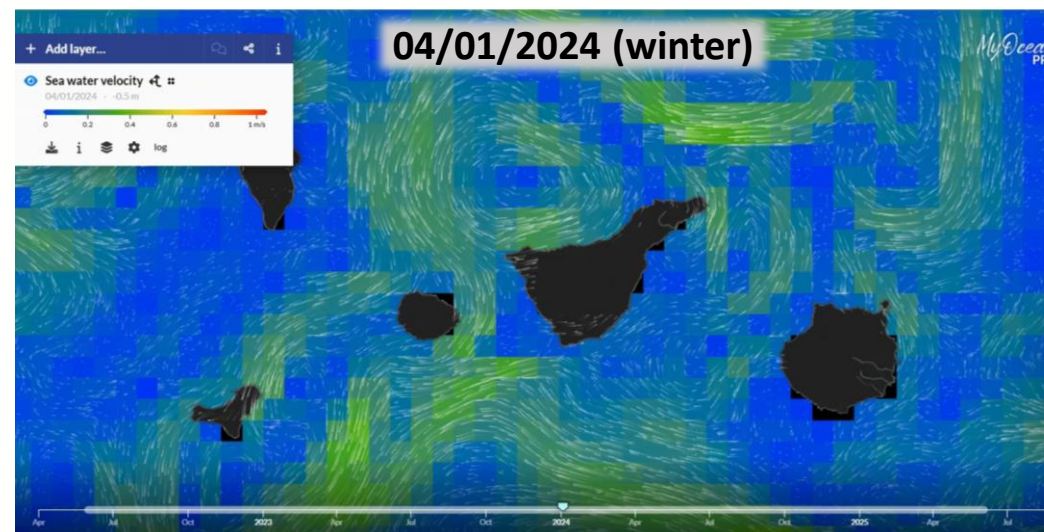 04/01/2024 (winter)
+ Add layer...
i
MyOcea
PR
Sea water velocity
04/01/2024 - -0.5 m
0 0.2 0.4 0.6 0.8 1 m/s
i log
Apr Jul Oct 2023 Apr Jul Oct 2024 Apr Jul Oct 2025 Apr Jul